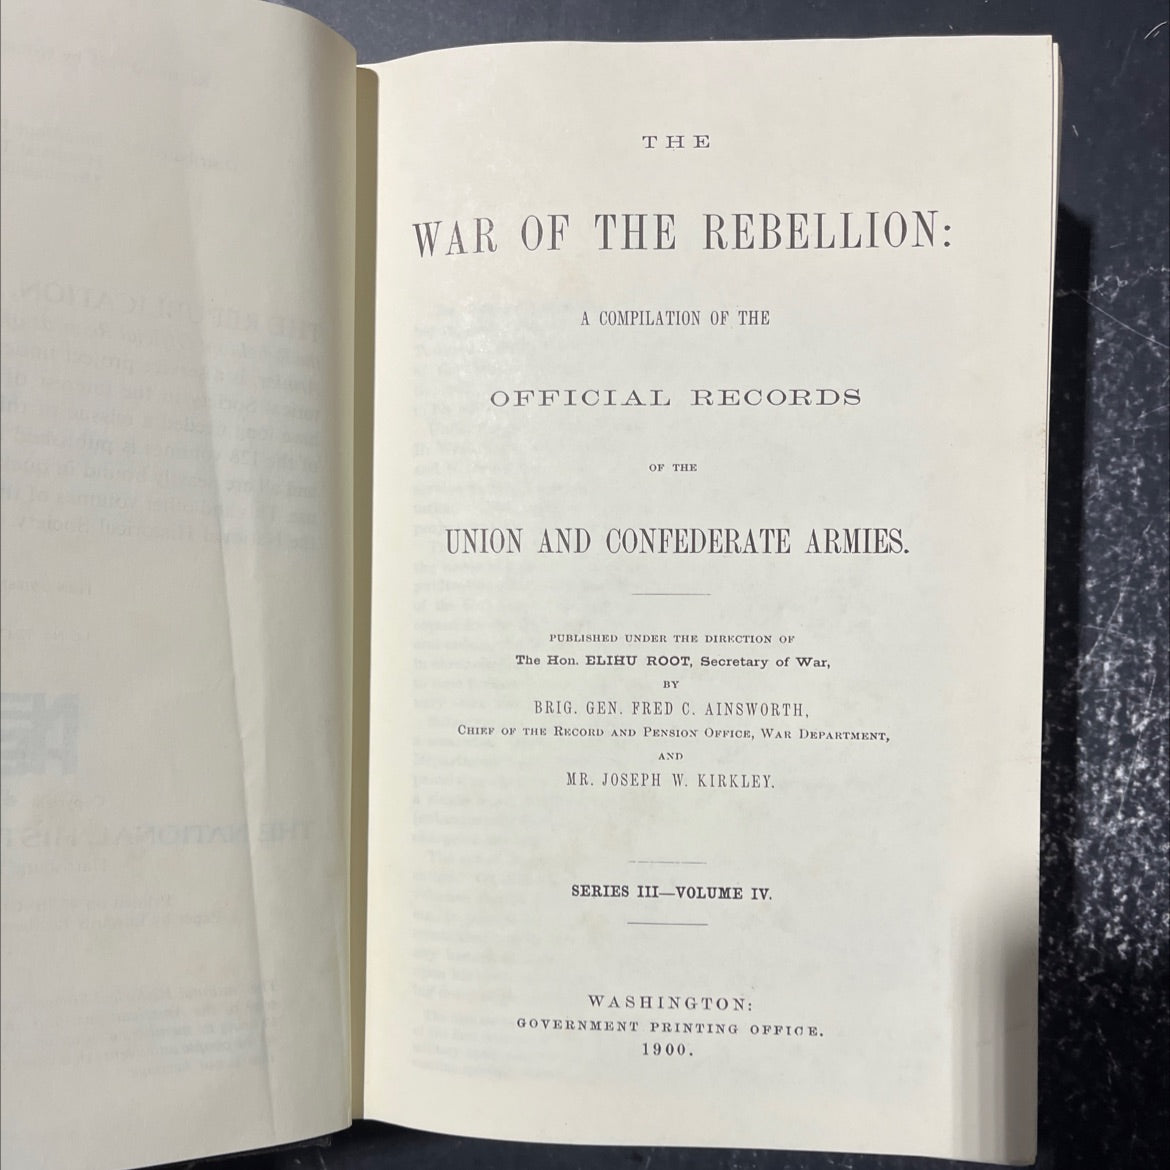 THE
WAR OF THE REBELLION:
A COMPILATION OF THE
OFFICIAL RECORDS
OF THE
UNION AND CONFEDERATE ARMIES.
PUBLISHED UNDER THE DIRECTION OF
The Hon. ELIHU ROOT, Secretary of War,
BY
BRIG. GEN. FRED C. AINSWORTH,
CHIEF OF THE RECORD AND PENSION OFFICE, WAR DEPARTMENT,
AND
MR. JOSEPH W. KIRKLEY.
SERIES III—VOLUME IV.
WASHINGTON:
GOVERNMENT PRINTING OFFICE.
1900.